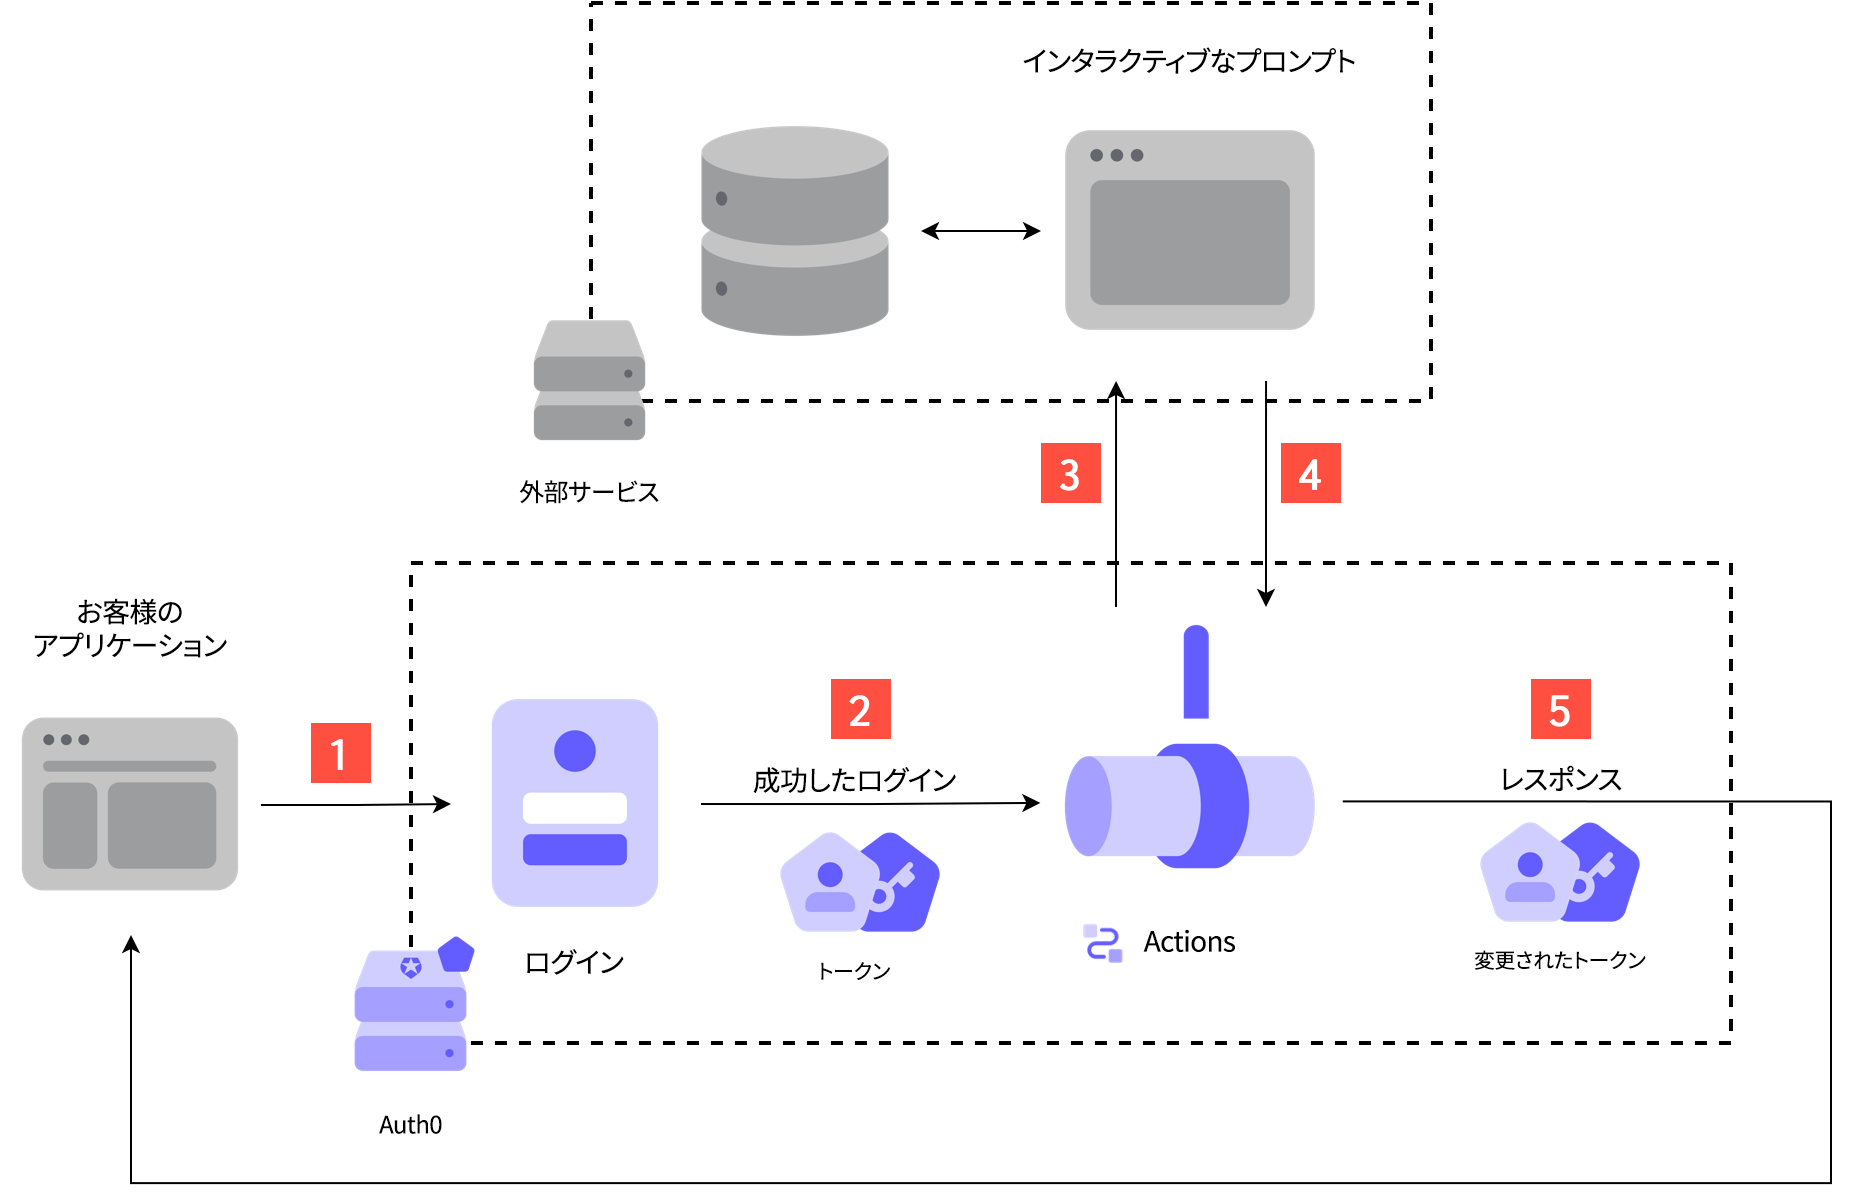 インタラクティブなプロンプト
外部サービス
3
4
お客様の
アプリケーション
1
2
5
成功したログイン
レスポンス
ログイン
トークン
Actions
変更されたトークン
Auth0